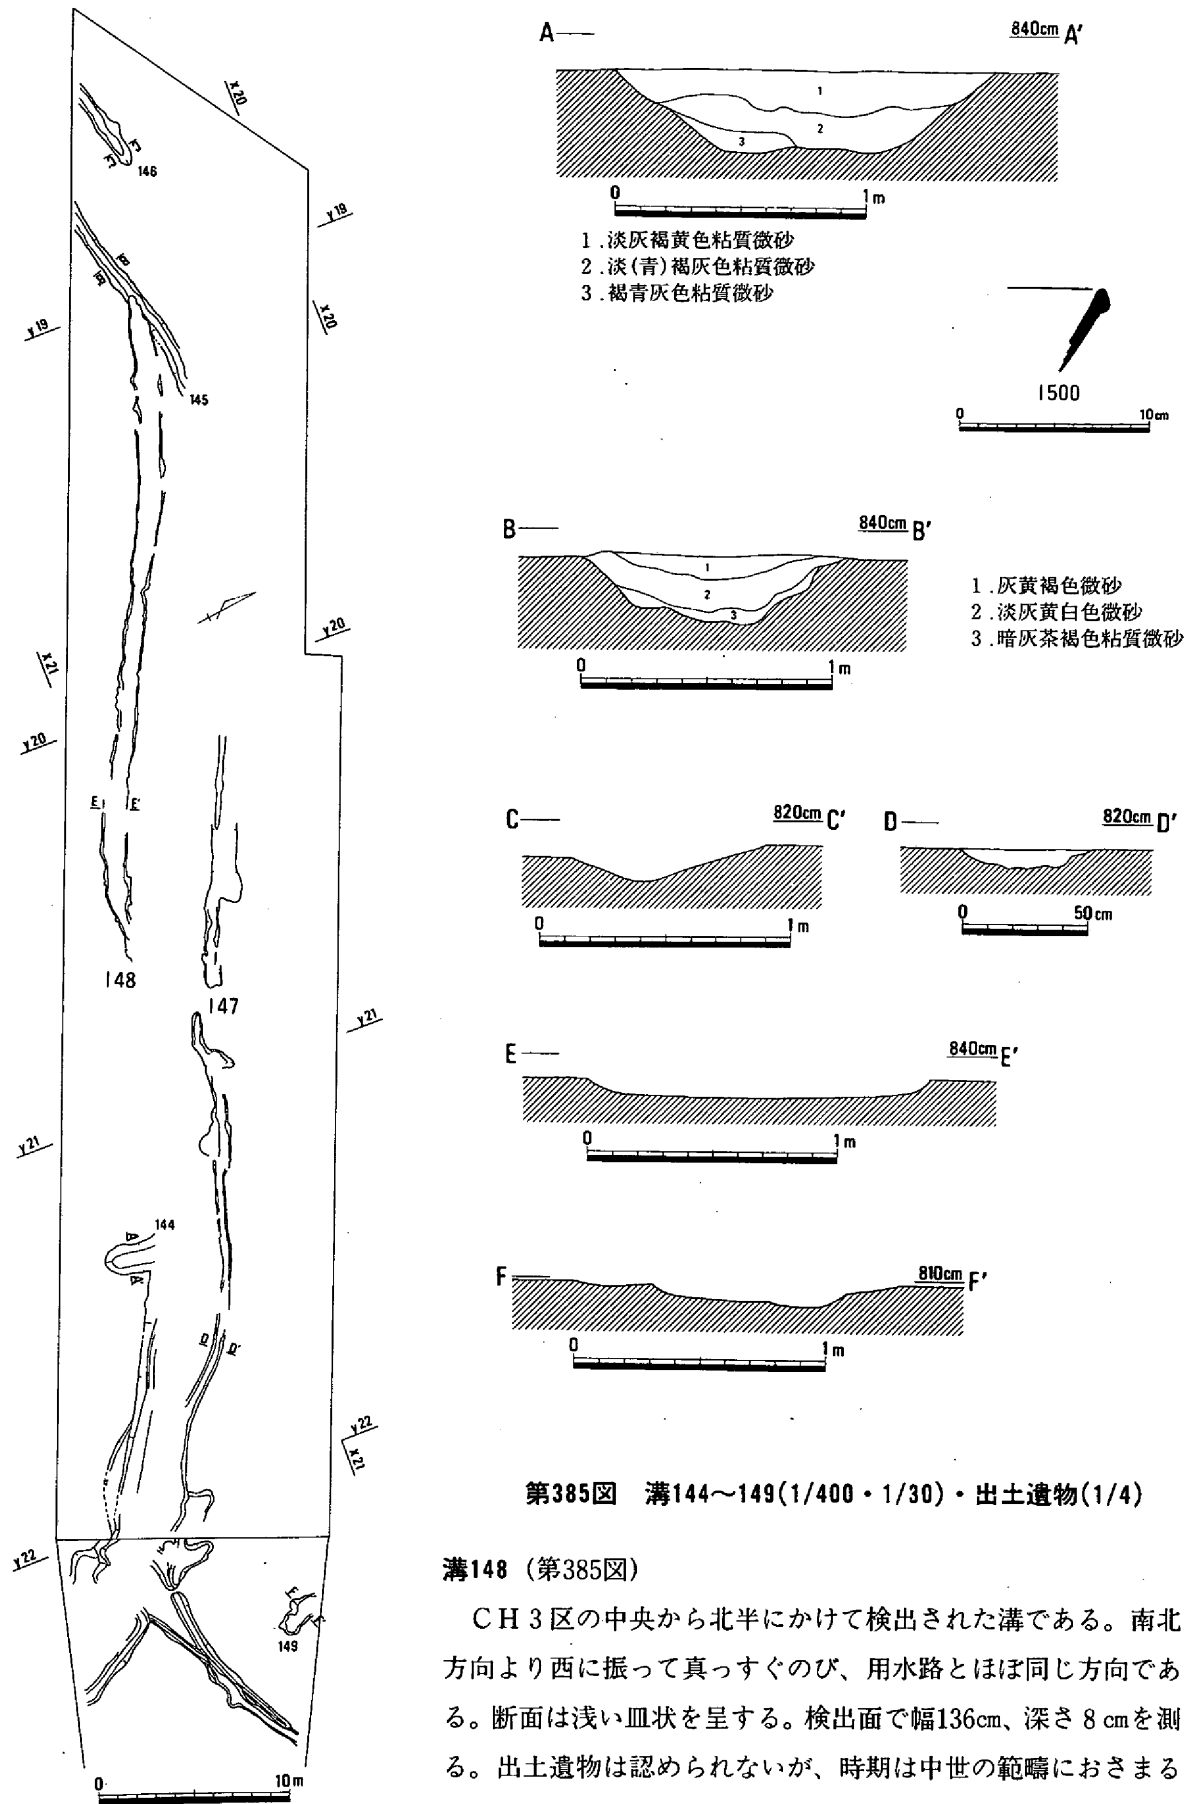 X20
146
y19
X20
y19
145
y20
X21
y20
E E'
148
147
y21
y21
144
A A'
D D'
y22
X21
y22
149
0 10m
A 840cm A'
1
2
3
0 1m
1.淡灰褐黄色粘質微砂
2.淡(青)褐灰色粘質微砂
3.褐青灰色粘質微砂
1500
0 10cm
B 840cm B'
1
2
3
0 1m
1.灰黄褐色微砂
2.淡灰黄白色微砂
3.暗灰茶褐色粘質微砂
C 820cm C'
0 1m
D 820cm D'
0 50cm
E 840cm E'
0 1m
F 810cm F'
0 1m
第385図 溝144〜149(1/400・1/30)・出土遺物(1/4)
溝148(第385図)
CH3区の中央から北半にかけて検出された溝である。南北
方向より西に振って真っすぐのび、用水路とほぼ同じ方向であ
る。断面は浅い皿状を呈する。検出面で幅136cm、深さ8cmを測
る。出土遺物は認められないが、時期は中世の範疇におさまる